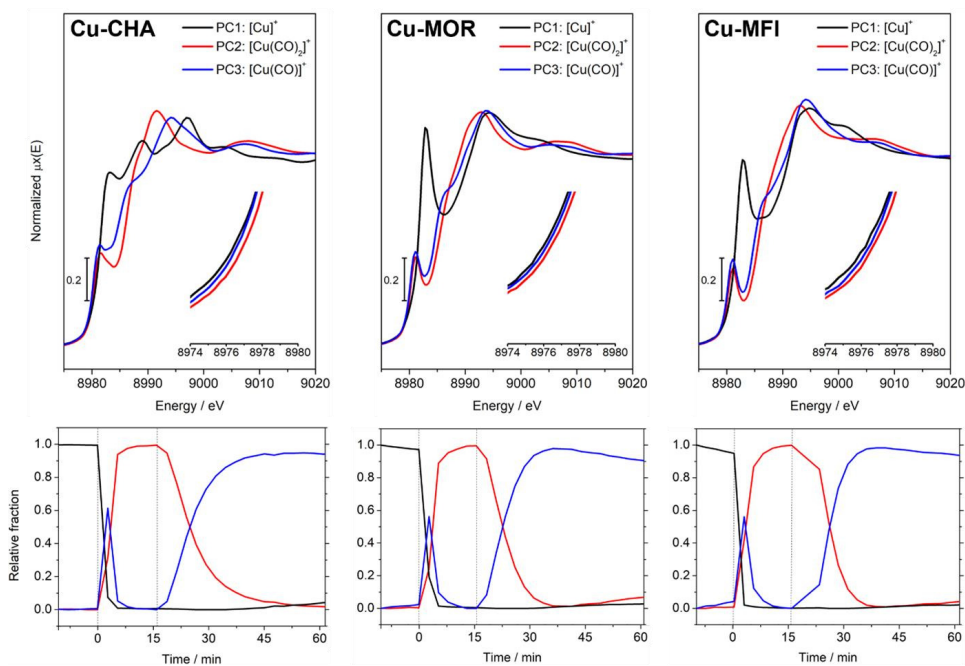 Cu-CHA
PC1: [Cu]⁺
PC2: [Cu(CO)₂]⁺
PC3: [Cu(CO)]⁺
Normalized μx(E)
0.2
8974 8976 8978 8980
8980 8990 9000 9010 9020
Energy / eV
Cu-MOR
PC1: [Cu]⁺
PC2: [Cu(CO)₂]⁺
PC3: [Cu(CO)]⁺
0.2
8974 8976 8978 8980
8980 8990 9000 9010 9020
Energy / eV
Cu-MFI
PC1: [Cu]⁺
PC2: [Cu(CO)₂]⁺
PC3: [Cu(CO)]⁺
0.2
8974 8976 8978 8980
8980 8990 9000 9010 9020
Energy / eV
Relative fraction
1.0
0.8
0.6
0.4
0.2
0.0
0 15 30 45 60
Time / min
1.0
0.8
0.6
0.4
0.2
0.0
0 15 30 45 60
Time / min
1.0
0.8
0.6
0.4
0.2
0.0
0 15 30 45 60
Time / min